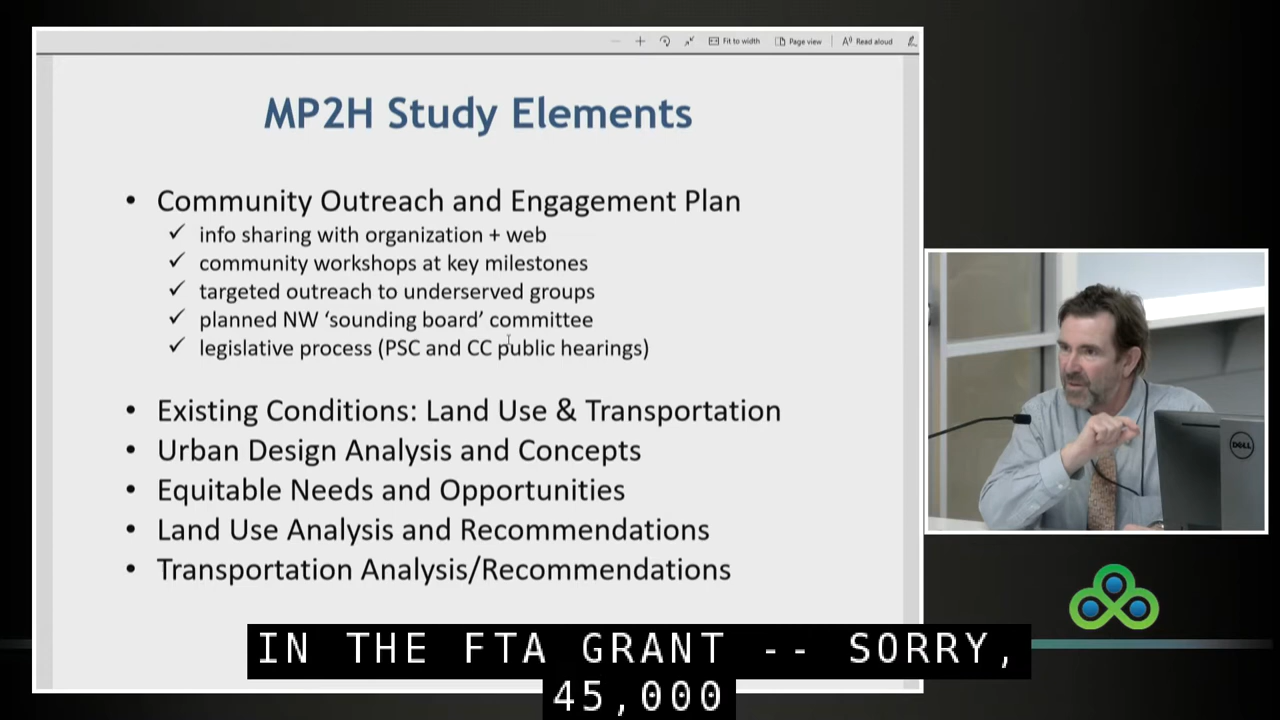 Fit to width
Page view
Read aloud
MP2H Study Elements
• Community Outreach and Engagement Plan
✓ info sharing with organization + web
✓ community workshops at key milestones
✓ targeted outreach to underserved groups
✓ planned NW ‘sounding board’ committee
✓ legislative process (PSC and CC public hearings)
• Existing Conditions: Land Use & Transportation
• Urban Design Analysis and Concepts
• Equitable Needs and Opportunities
• Land Use Analysis and Recommendations
• Transportation Analysis/Recommendations
DELL
IN THE FTA GRANT -- SORRY,
45,000